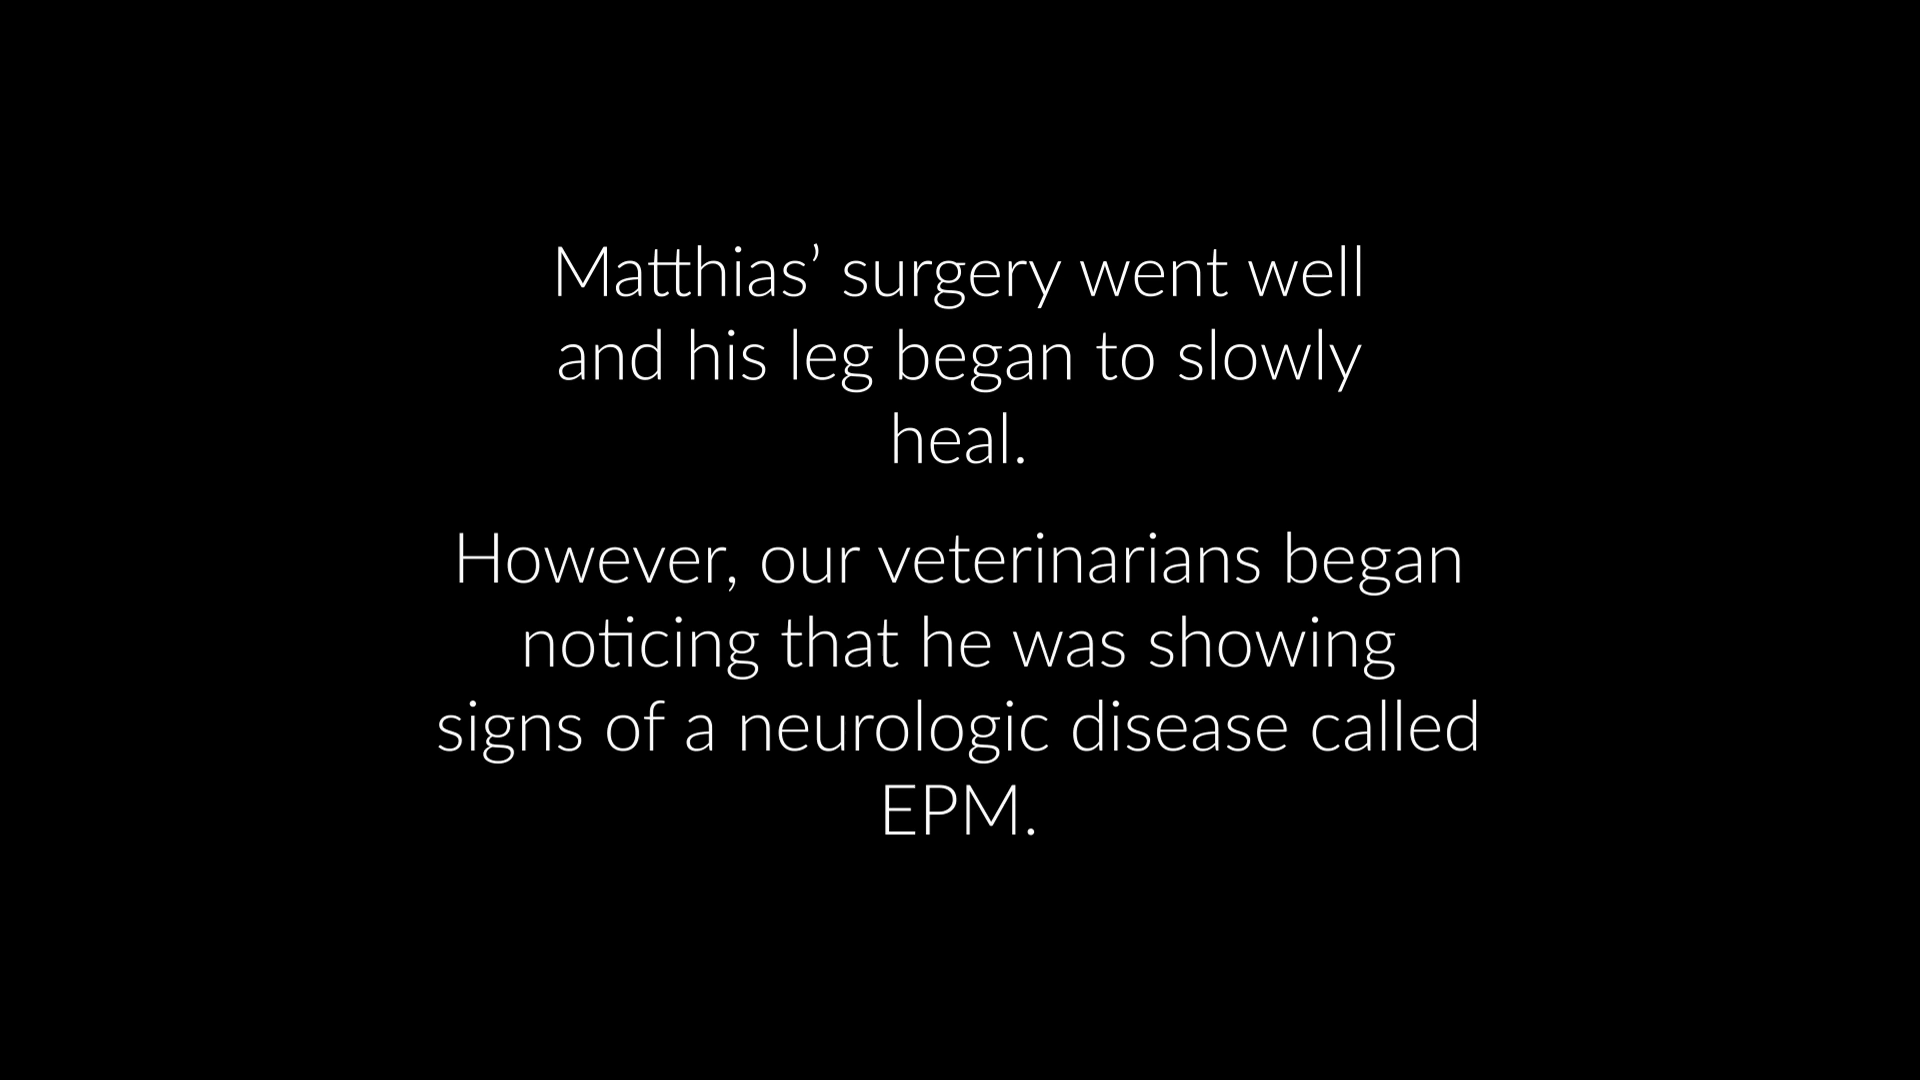 Matthias’ surgery went well
and his leg began to slowly
heal.
However, our veterinarians began
noticing that he was showing
signs of a neurologic disease called
EPM.